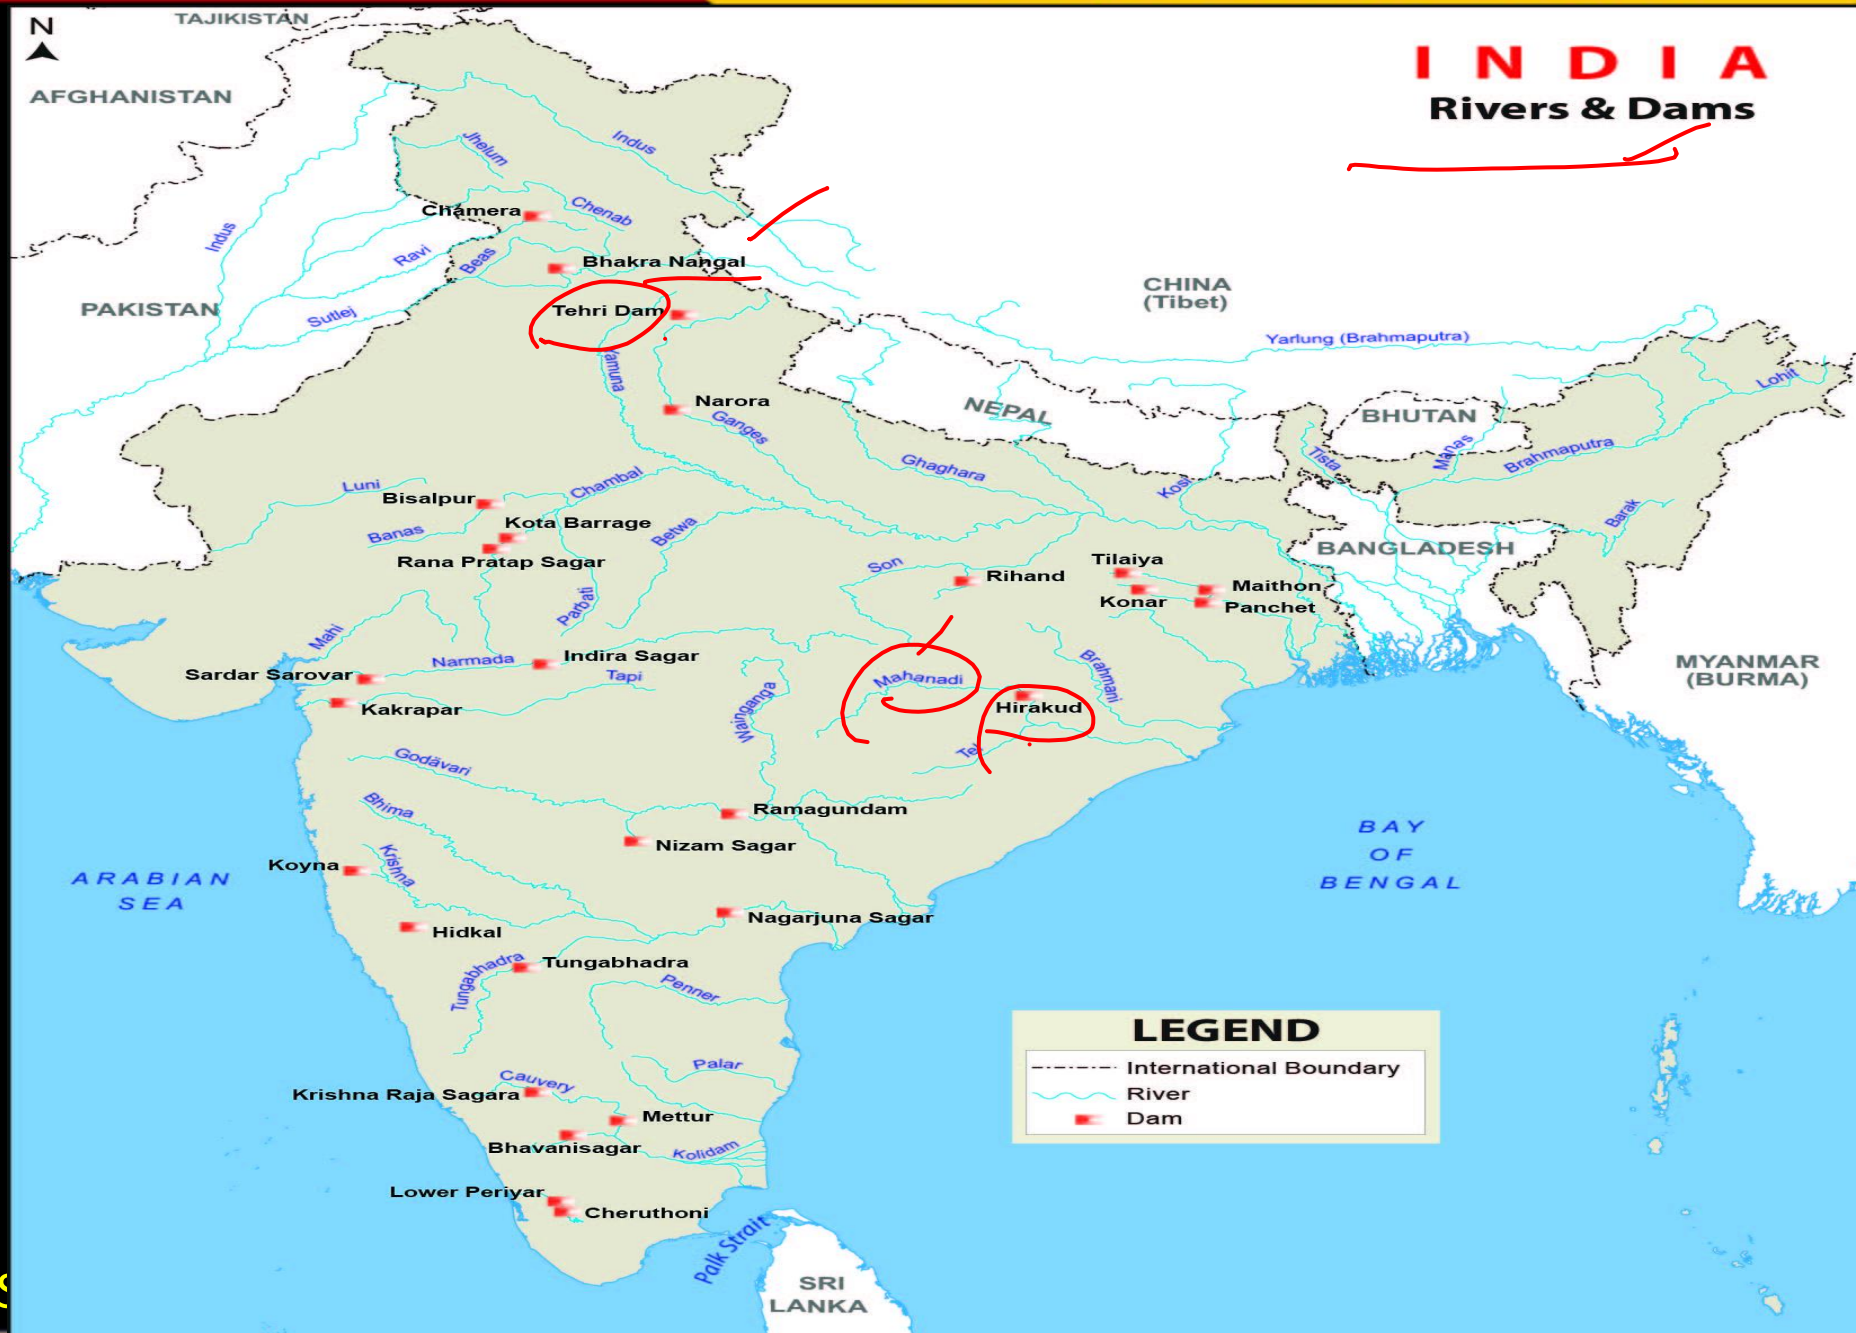 TAJIKISTAN
N
INDIA
Rivers & Dams
AFGHANISTAN
Jhelum
Indus
Chamera
Chenab
Indus
Ravi
Beas
Bhakra Nangal
CHINA
(Tibet)
PAKISTAN
Sutlej
Tehri Dam
Yarlung (Brahmaputra)
Yamuna
Lohit
Narora
Ganges
NEPAL
BHUTAN
Manas
Brahmaputra
Tista
Ghaghara
Kosi
Luni
Bisalpur
Chambal
Banas
Kota Barrage
Betwa
Barak
Rana Pratap Sagar
BANGLADESH
Son
Rihand
Tilaiya
Maithon
Konar
Panchet
Parbati
Mahi
Narmada
Indira Sagar
Sardar Sarovar
Tapi
Mahanadi
Brahmani
MYANMAR
(BURMA)
Kakrapar
Wainganga
Hirakud
Tel
Godävari
Bhima
Ramagundam
Nizam Sagar
BAY
OF
BENGAL
Koyna
Krishna
ARABIAN
SEA
Nagarjuna Sagar
Hidkal
Tungabhadra
Tungabhadra
Penner
LEGEND
International Boundary
River
Dam
Palar
Cauvery
Krishna Raja Sagara
Mettur
Bhavanisagar
Kolidam
Lower Periyar
Cheruthoni
Palk Strait
SRI
LANKA